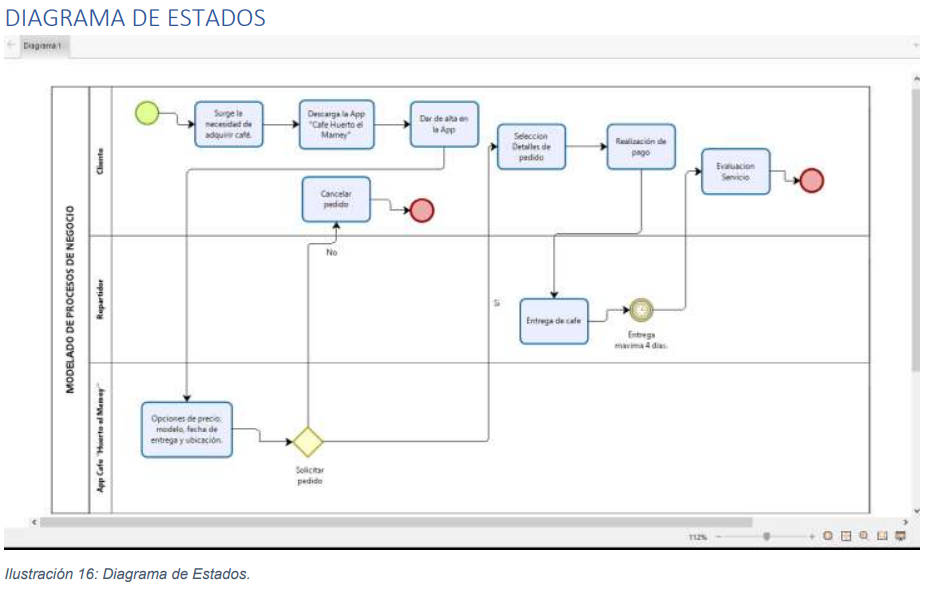 DIAGRAMA DE ESTADOS
Diagrama 1
MODELADO DE PROCESOS DE NEGOCIO
Cliente
Surge la
necesidad de
adquirir café.
Descarga la App
"Cafe Huerto el
Mamey"
Dar de alta en
la App
Seleccion
Detalles de
pedido
Realización de
pago
Evaluacion
Servicio
Cancelar
pedido
No
Repartidor
Si
Entrega de cafe
Entrega
maxima 4 dias.
App Cafe "Huerto el Mamey"
Opciones de precio,
modelo, fecha de
entrega y ubicación.
Solicitar
pedido
112%
Ilustración 16: Diagrama de Estados.